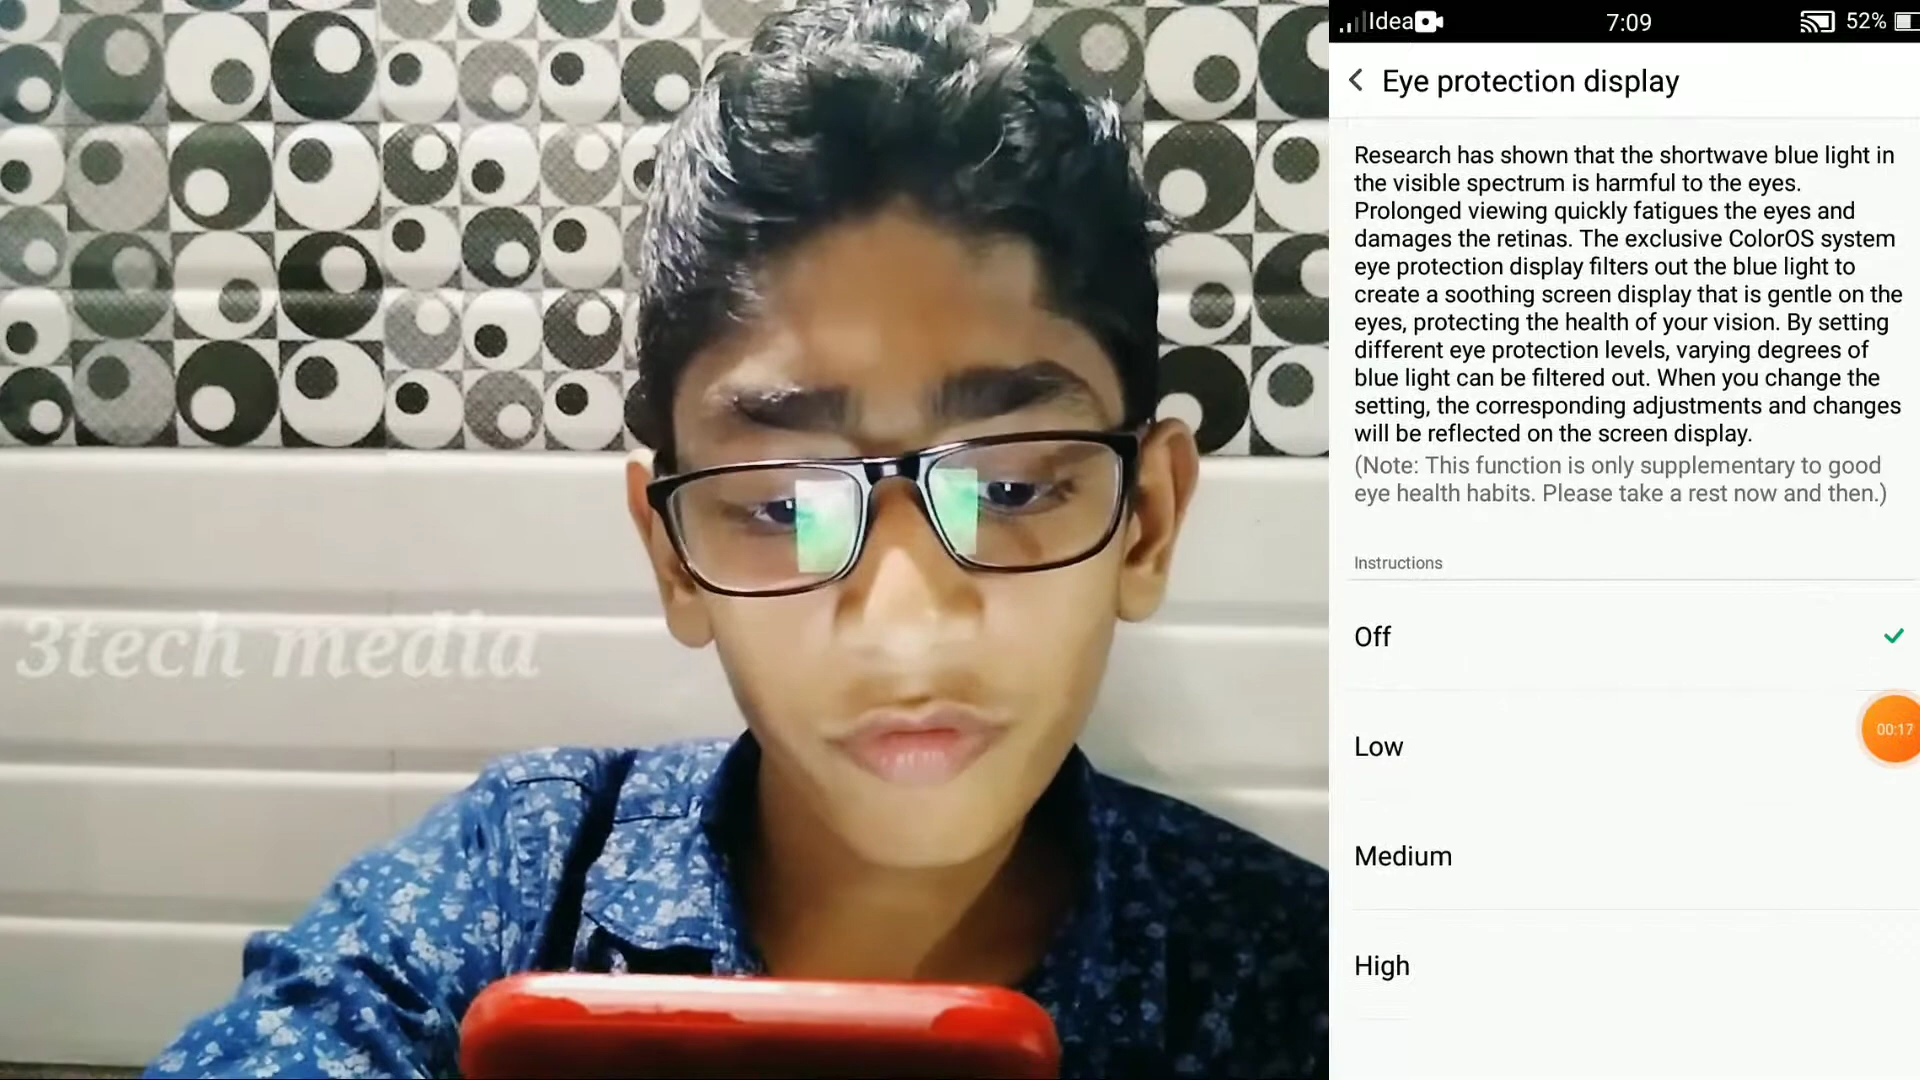 Idea
7:09
52%
Eye protection display
Research has shown that the shortwave blue light in
the visible spectrum is harmful to the eyes.
Prolonged viewing quickly fatigues the eyes and
damages the retinas. The exclusive ColorOS system
eye protection display filters out the blue light to
create a soothing screen display that is gentle on the
eyes, protecting the health of your vision. By setting
different eye protection levels, varying degrees of
blue light can be filtered out. When you change the
setting, the corresponding adjustments and changes
will be reflected on the screen display.
(Note: This function is only supplementary to good
eye health habits. Please take a rest now and then.)
Instructions
Off
Low
00:17
Medium
High
3tech media